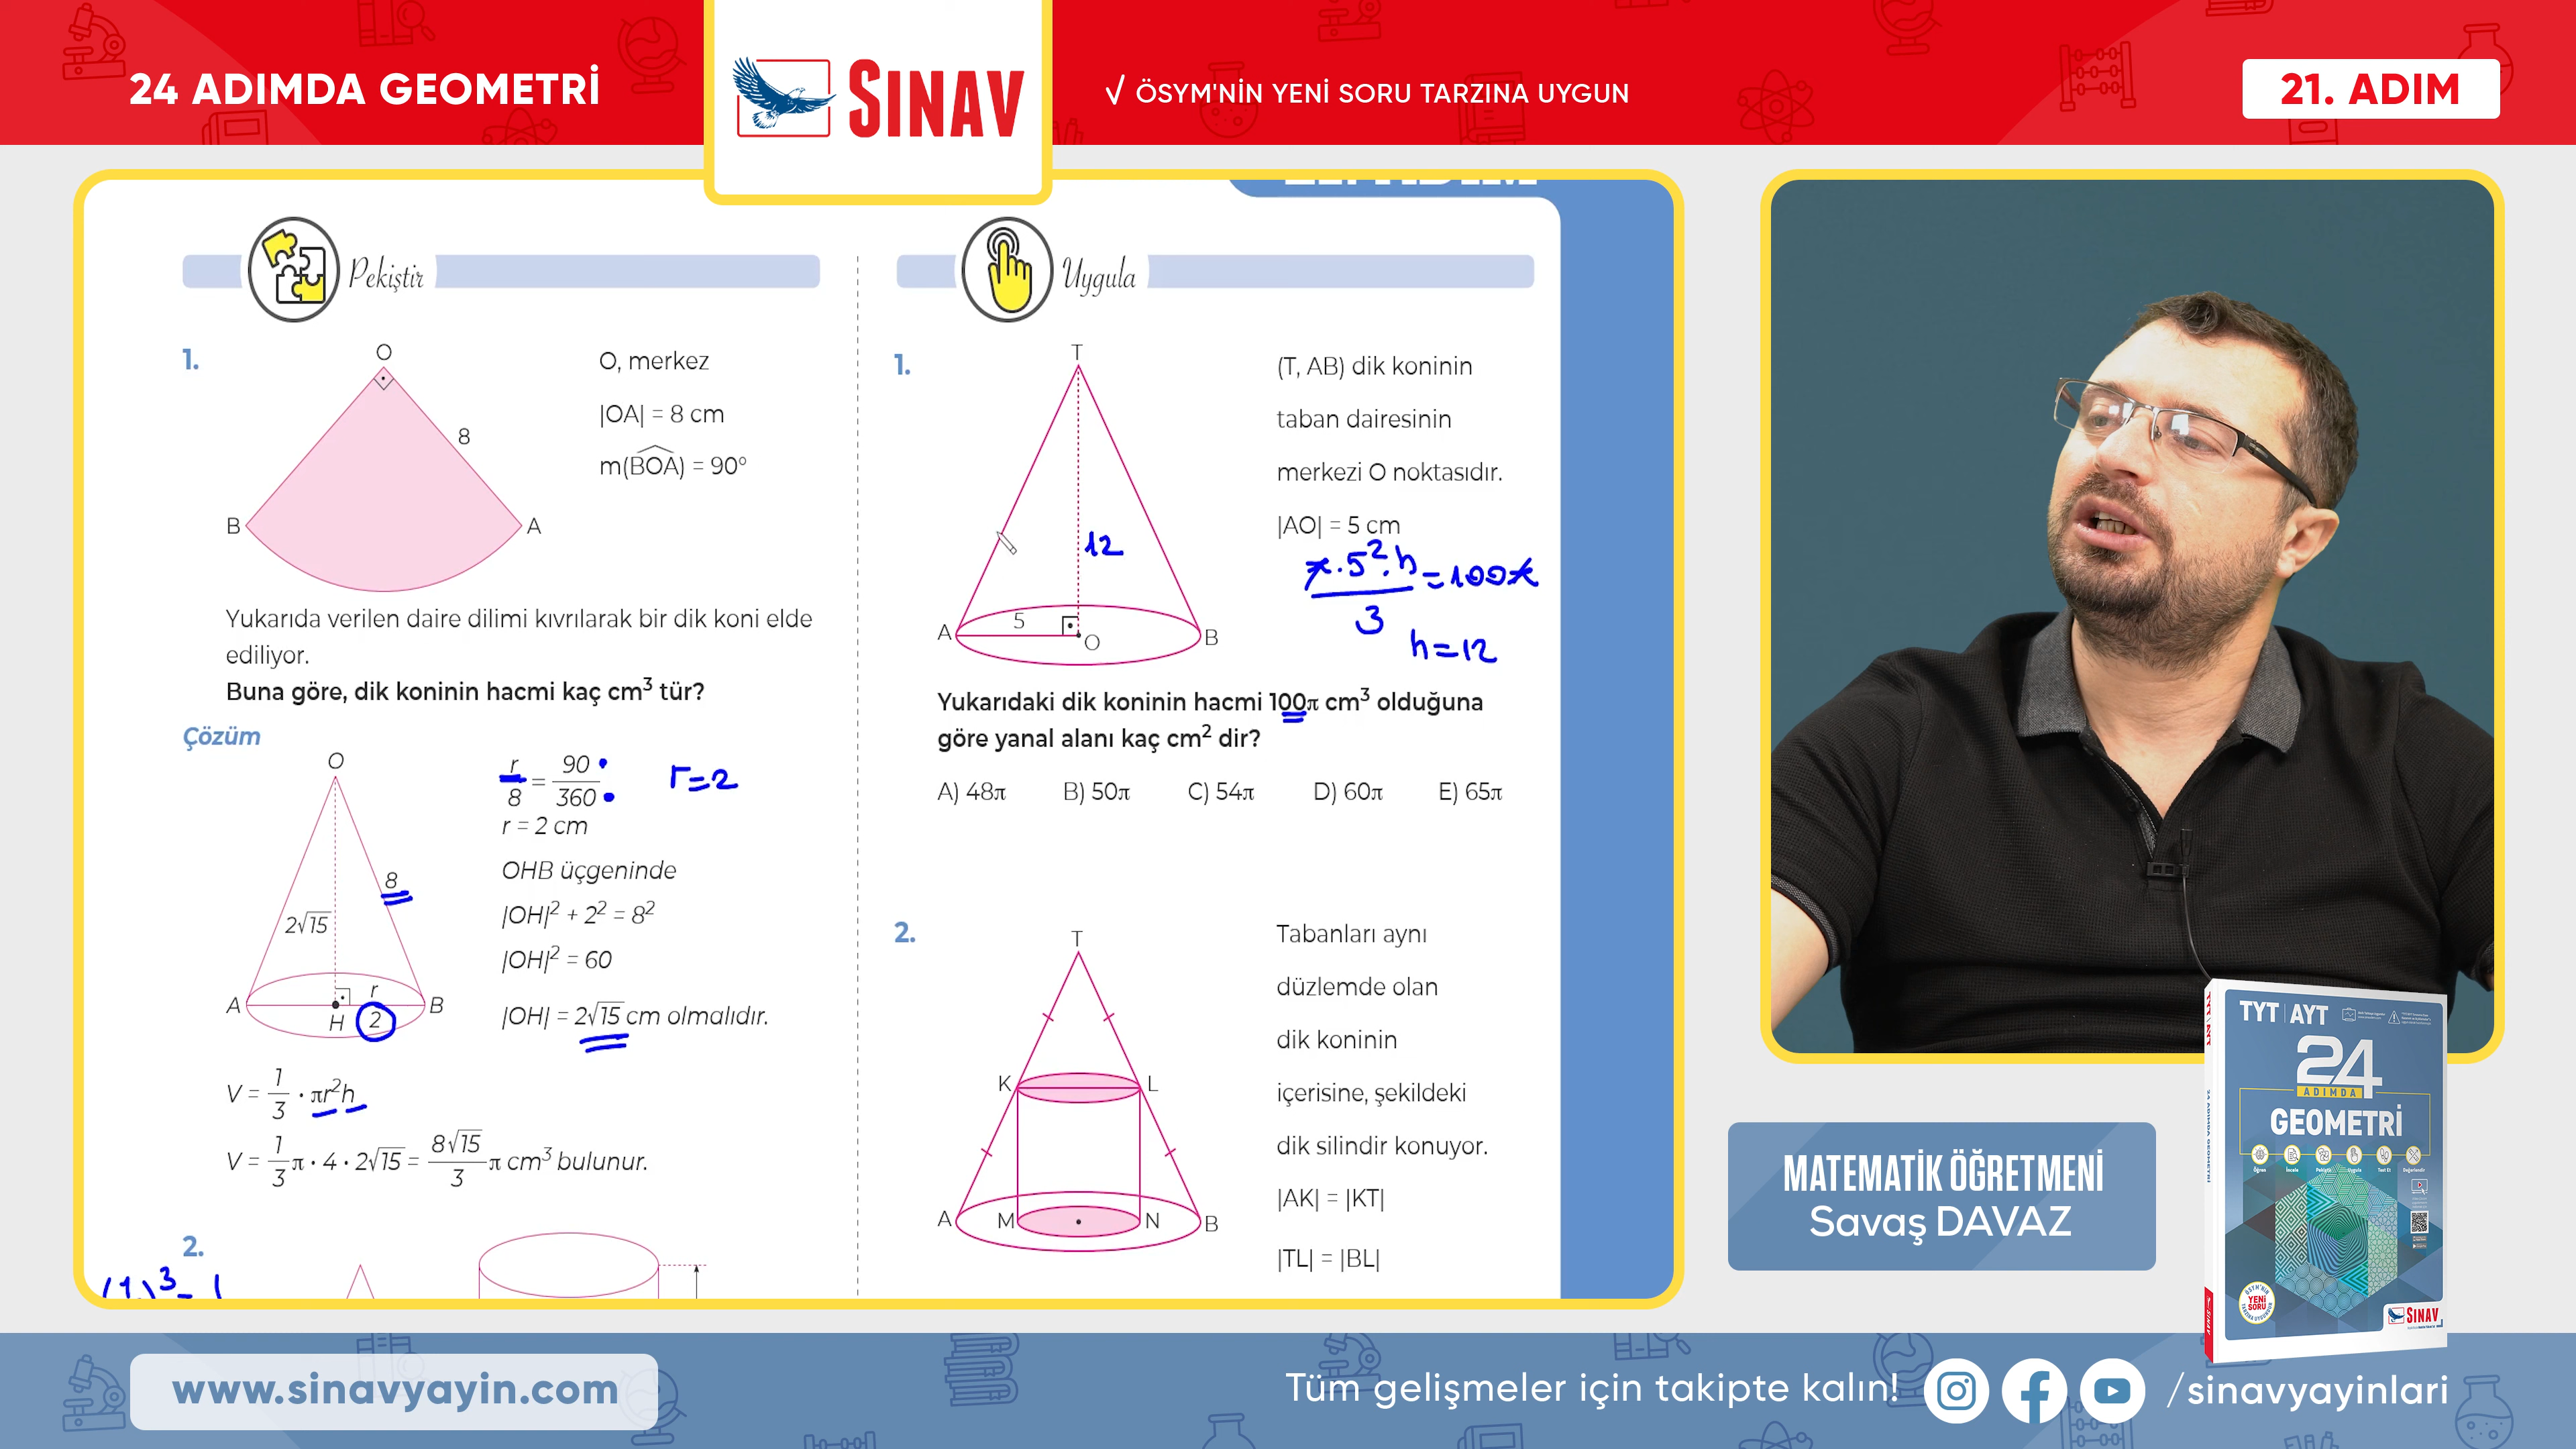 24 ADIMDA GEOMETRİ
SINAV
√ ÖSYM'NİN YENİ SORU TARZINA UYGUN
21. ADIM
Pekiştir
1.
O
8
B
A
O, merkez
|OA| = 8 cm
m(BOA) = 90°
Yukarıda verilen daire dilimi kıvrılarak bir dik koni elde
ediliyor.
Buna göre, dik koninin hacmi kaç cm³ tür?
Çözüm
O
8
2√15
A
r
B
H
2
r/8 = 90/360
r=2
r = 2 cm
OHB üçgeninde
|OH|² + 2² = 8²
|OH|² = 60
|OH| = 2√15 cm olmalıdır.
V = 1/3 · πr²h
V = 1/3 π · 4 · 2√15 = 8√15/3 π cm³ bulunur.
2.
Uygula
1.
T
12
5
A
O
B
(T, AB) dik koninin
taban dairesinin
merkezi O noktasıdır.
|AO| = 5 cm
π.5².h/3 = 100π
h=12
Yukarıdaki dik koninin hacmi 100π cm³ olduğuna
göre yanal alanı kaç cm² dir?
A) 48π B) 50π C) 54π D) 60π E) 65π
2.
T
K
L
A
M
N
B
Tabanları aynı
düzlemde olan
dik koninin
içerisine, şekildeki
dik silindir konuyor.
|AK| = |KT|
|TL| = |BL|
MATEMATİK ÖĞRETMENİ
Savaş DAVAZ
TYT AYT
24
ADIMDA
GEOMETRİ
YENİ
SORU
SINAV
www.sinavyayin.com
Tüm gelişmeler için takipte kalın!
/sinavyayinlari